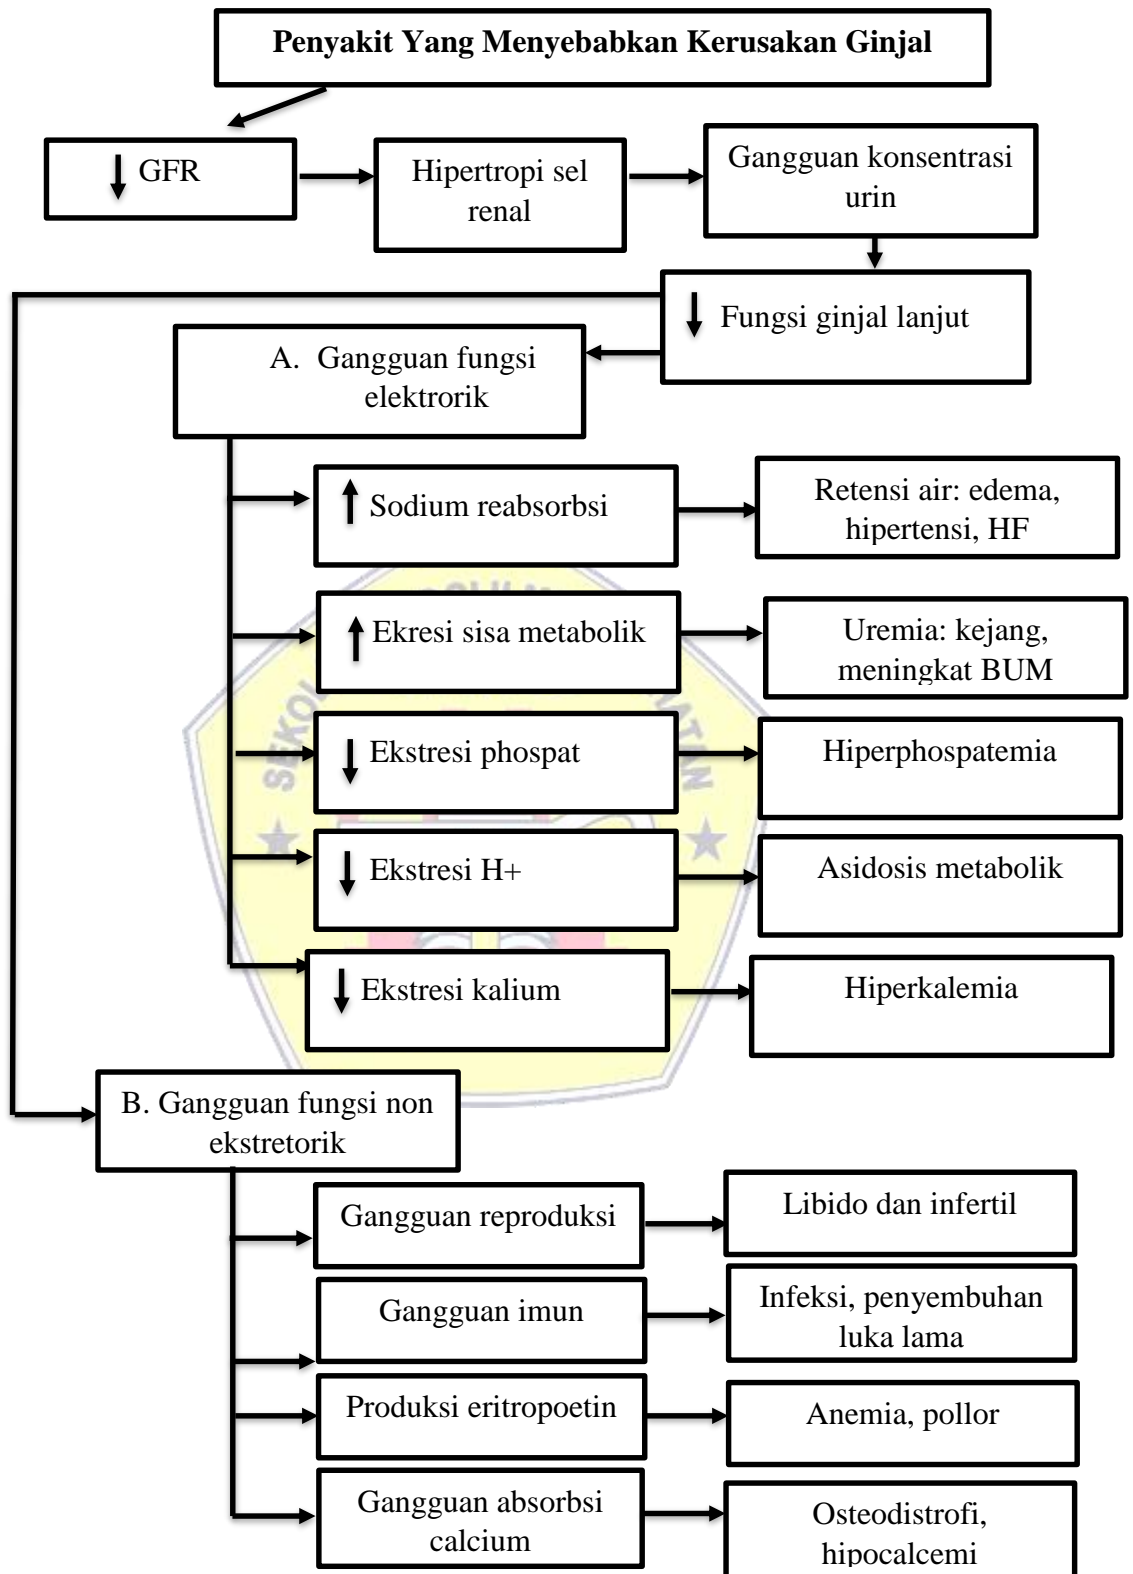 Penyakit Yang Menyebabkan Kerusakan Ginjal
GFR
Hipertropi sel
renal
Gangguan konsentrasi
urin
Fungsi ginjal lanjut
A. Gangguan fungsi
elektrorik
Sodium reabsorbsi
Retensi air: edema,
hipertensi, HF
Ekresi sisa metabolik
Uremia: kejang,
meningkat BUM
Ekstresi phospat
Hiperphospatemia
Ekstresi H+
Asidosis metabolik
Ekstresi kalium
Hiperkalemia
B. Gangguan fungsi non
ekstretorik
Gangguan reproduksi
Libido dan infertil
Gangguan imun
Infeksi, penyembuhan
luka lama
Produksi eritropoetin
Anemia, pollor
Gangguan absorbsi
calcium
Osteodistrofi,
hipocalcemi